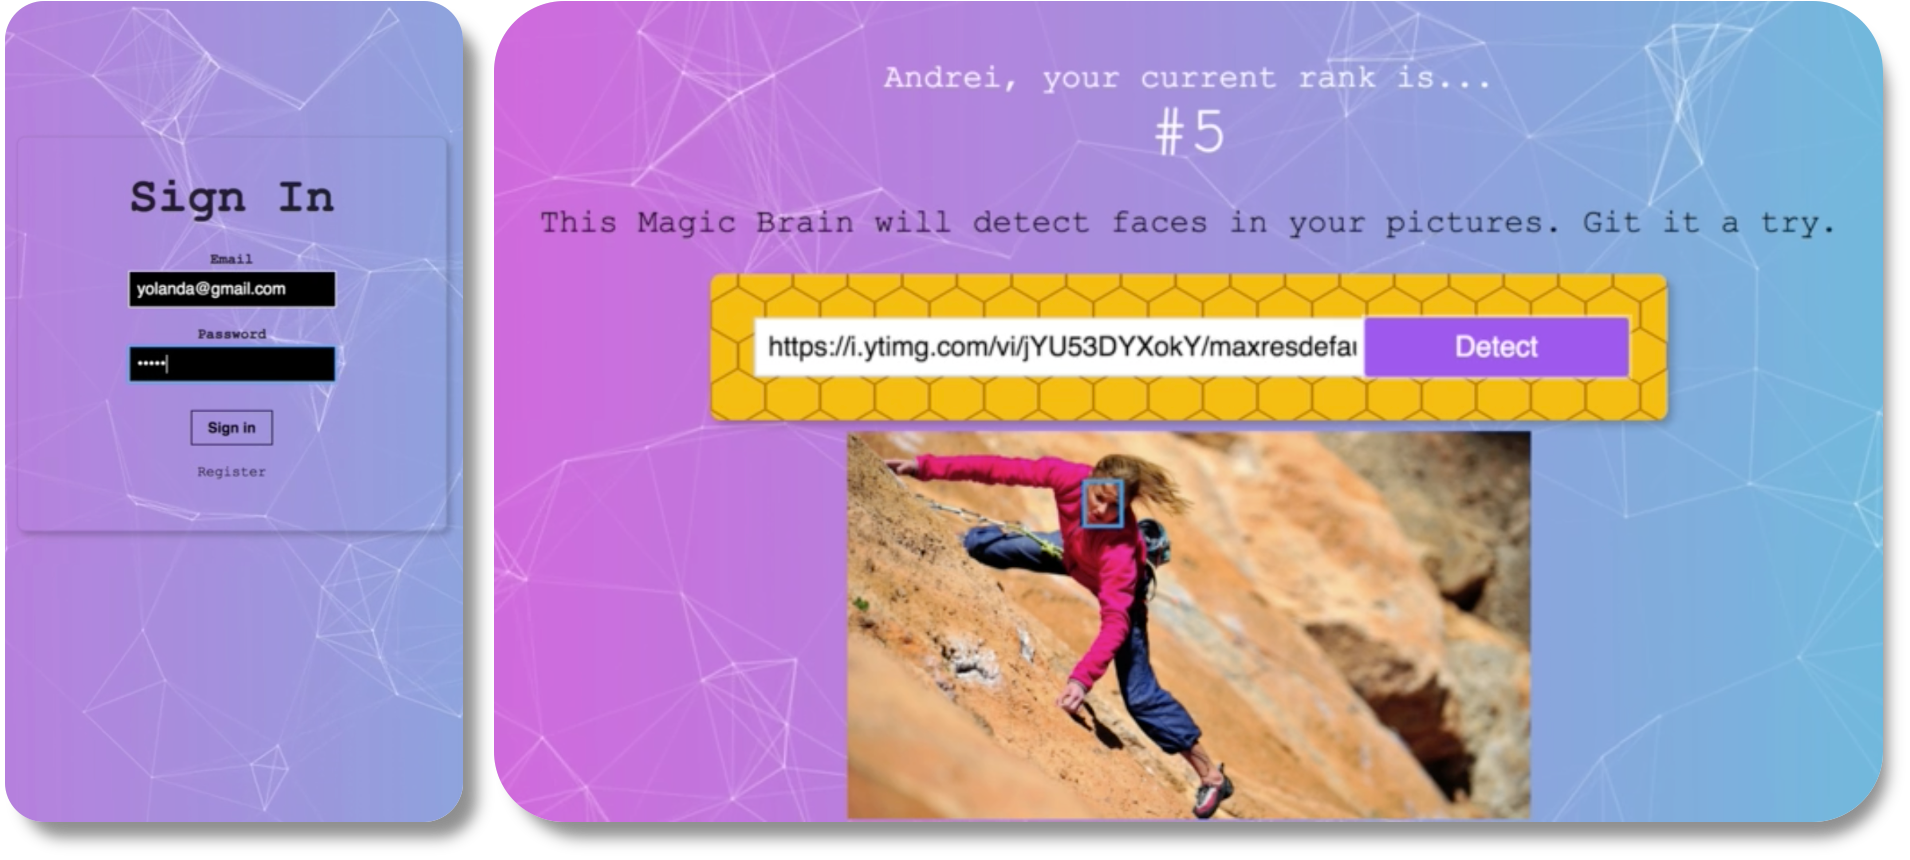 Sign In
Email
yolanda@gmail.com
Password
•••••
Sign in
Register
Andrei, your current rank is...
#5
This Magic Brain will detect faces in your pictures. Git it a try.
https://i.ytimg.com/vi/jYU53DYXokY/maxresdefau
Detect